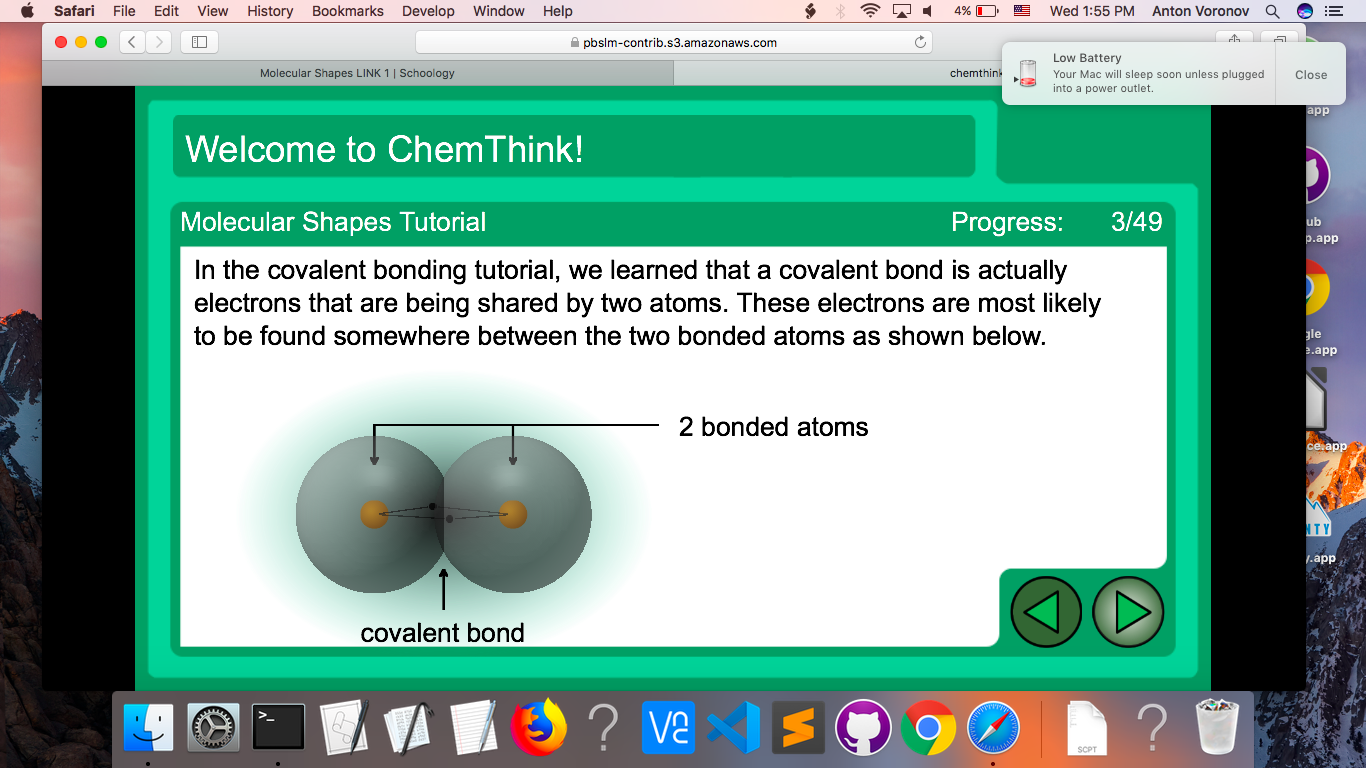 Safari File Edit View History Bookmarks Develop Window Help 4% Wed 1:55 PM Anton Voronov
pbslm-contrib.s3.amazonaws.com
Molecular Shapes LINK 1 | Schoology
chemthink
Low Battery
Your Mac will sleep soon unless plugged
into a power outlet.
Close
app
Welcome to ChemThink!
Molecular Shapes Tutorial Progress: 3/49
In the covalent bonding tutorial, we learned that a covalent bond is actually
electrons that are being shared by two atoms. These electrons are most likely
to be found somewhere between the two bonded atoms as shown below.
2 bonded atoms
covalent bond
ub
p.app
gle
e.app
ce.app
NTY
y.app
>_
VN
SCPT